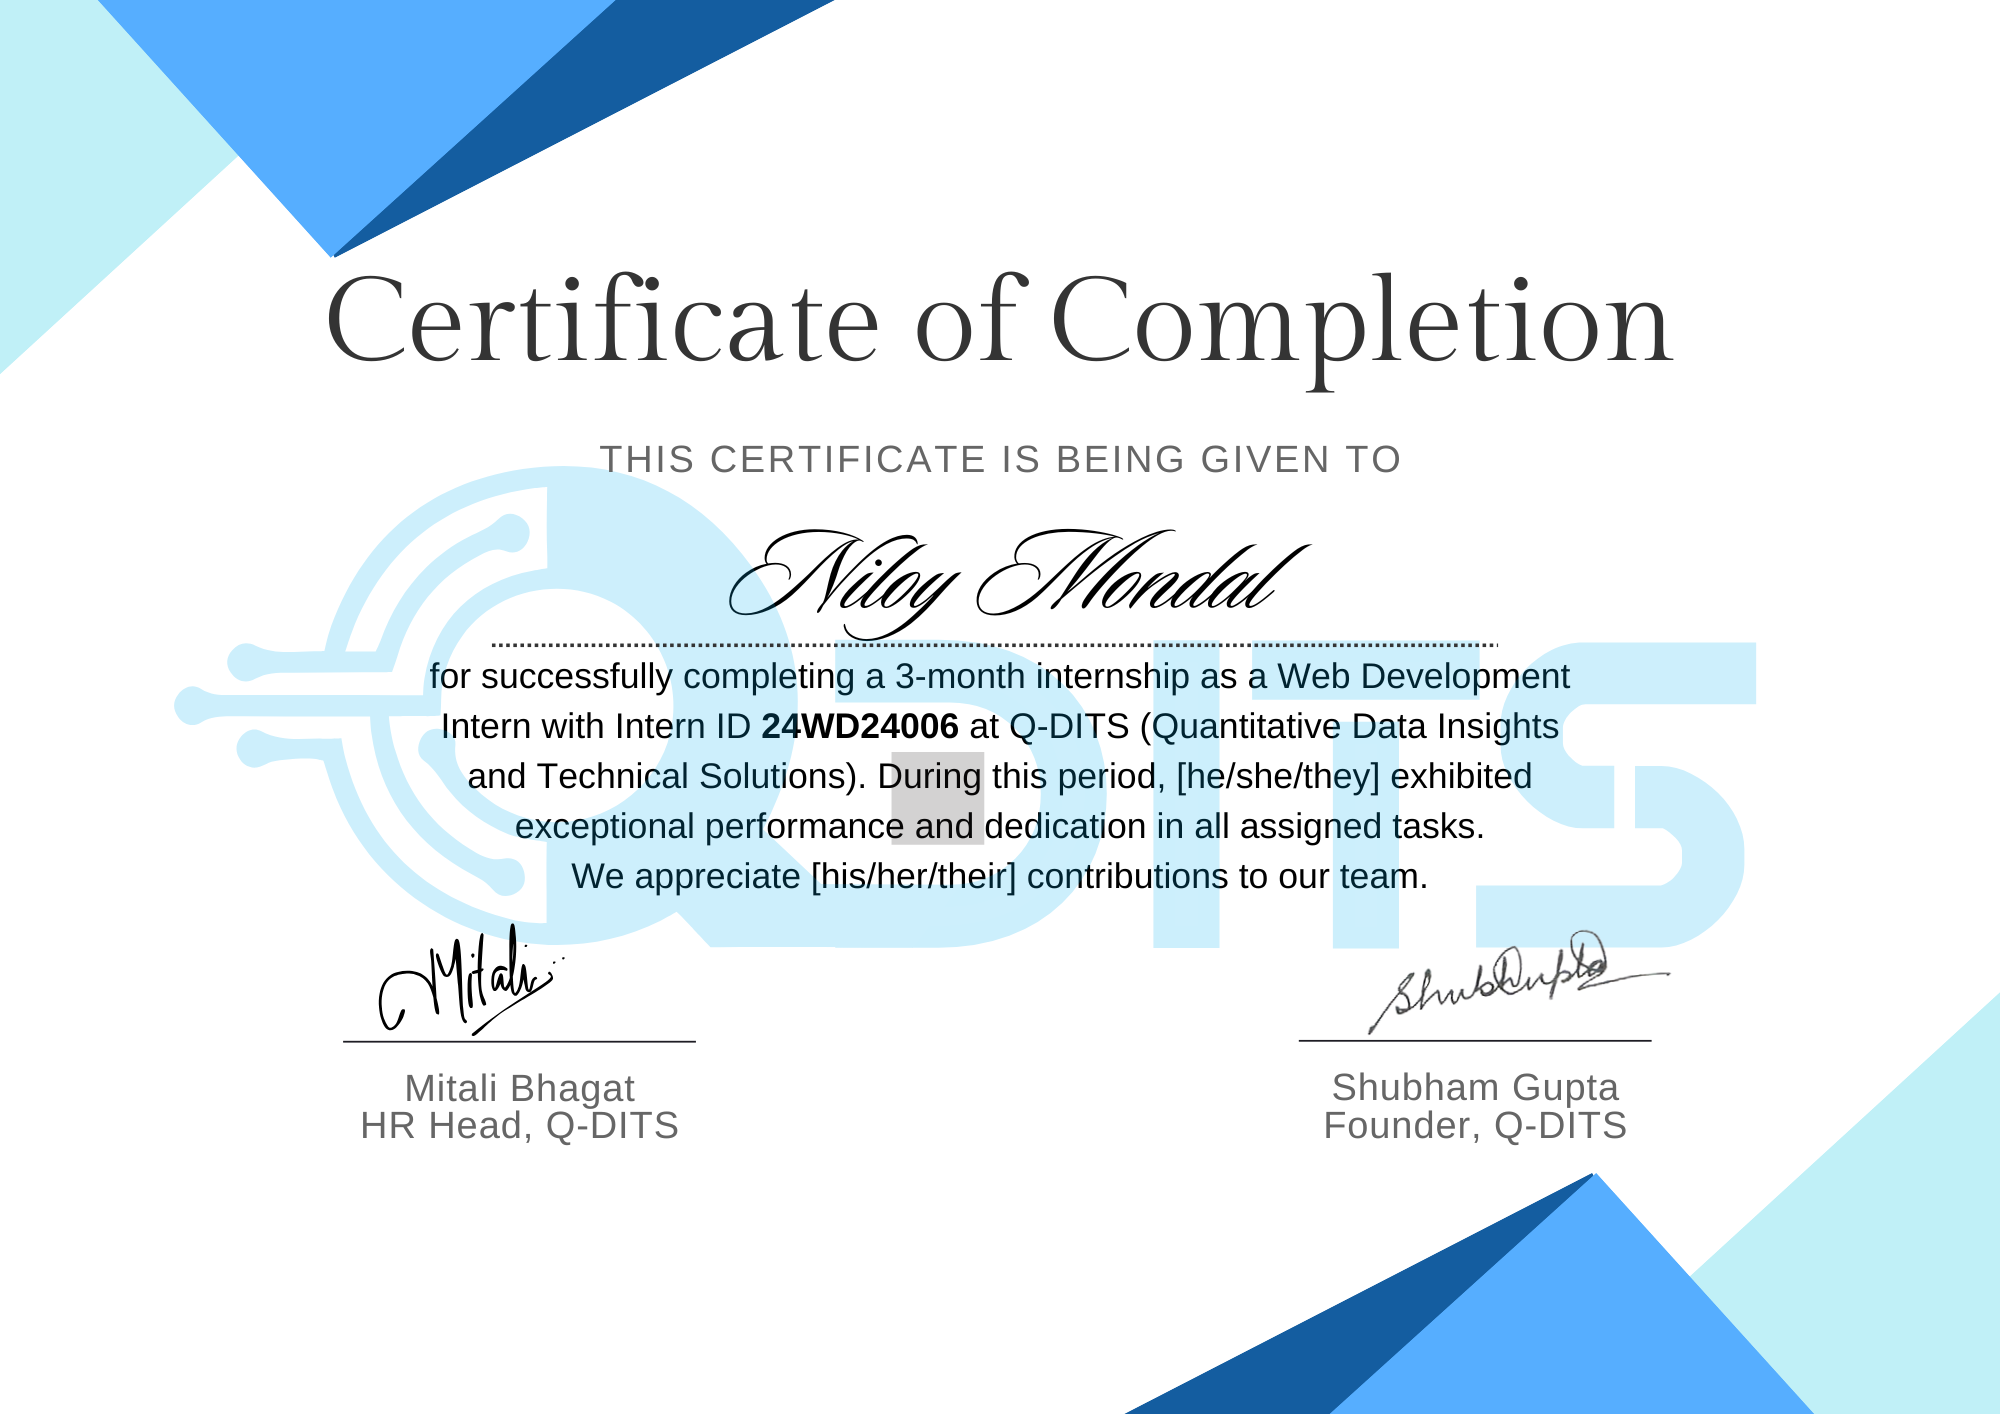 Certificate of Completion
THIS CERTIFICATE IS BEING GIVEN TO
Niloy Mondal
for successfully completing a 3-month internship as a Web Development
Intern with Intern ID 24WD24006 at Q-DITS (Quantitative Data Insights
and Technical Solutions). During this period, [he/she/they] exhibited
exceptional performance and dedication in all assigned tasks.
We appreciate [his/her/their] contributions to our team.
QDITS
Mitali
ShubhGupta
Mitali Bhagat
HR Head, Q-DITS
Shubham Gupta
Founder, Q-DITS